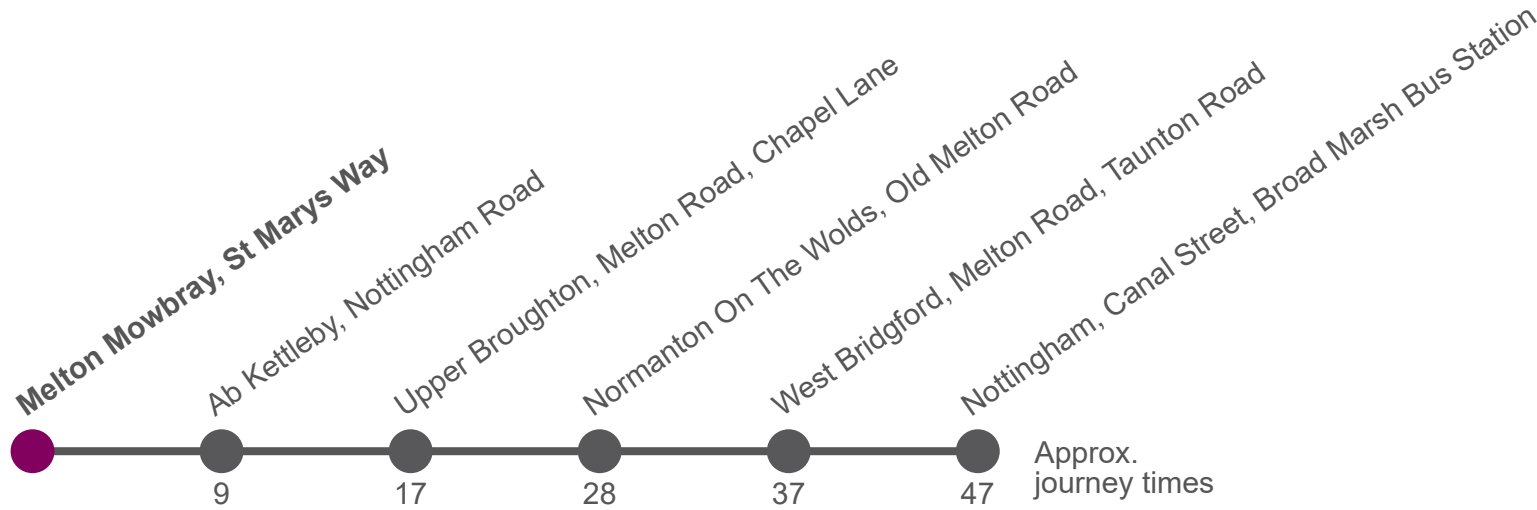 Melton Mowbray, St Marys Way
Ab Kettleby, Nottingham Road
Upper Broughton, Melton Road, Chapel Lane
Normanton On The Wolds, Old Melton Road
West Bridgford, Melton Road, Taunton Road
Nottingham, Canal Street, Broad Marsh Bus Station
9
17
28
37
47
Approx.
journey times